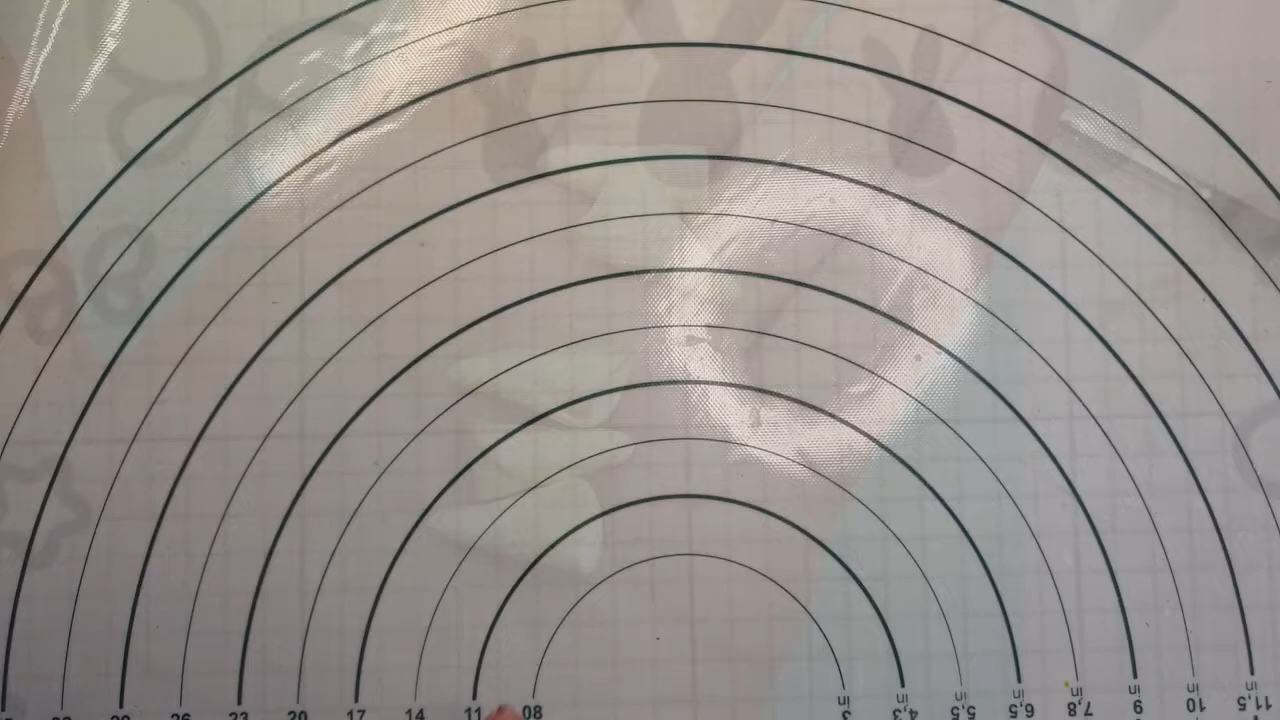 26 23 20 17 14 11 08
3 in 4,3 in 5,5 in 6,5 in 7,8 in 9 in 10 in 11,5 in